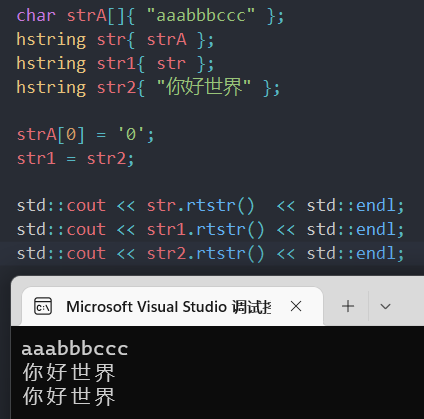 char strA[]{ "aaabbbccc" };
hstring str{ strA };
hstring str1{ str };
hstring str2{ "你好世界" };
strA[0] = '0';
str1 = str2;
std::cout << str.rtstr()  << std::endl;
std::cout << str1.rtstr() << std::endl;
std::cout << str2.rtstr() << std::endl;
Microsoft Visual Studio 调试
aaabbbccc
你好世界
你好世界